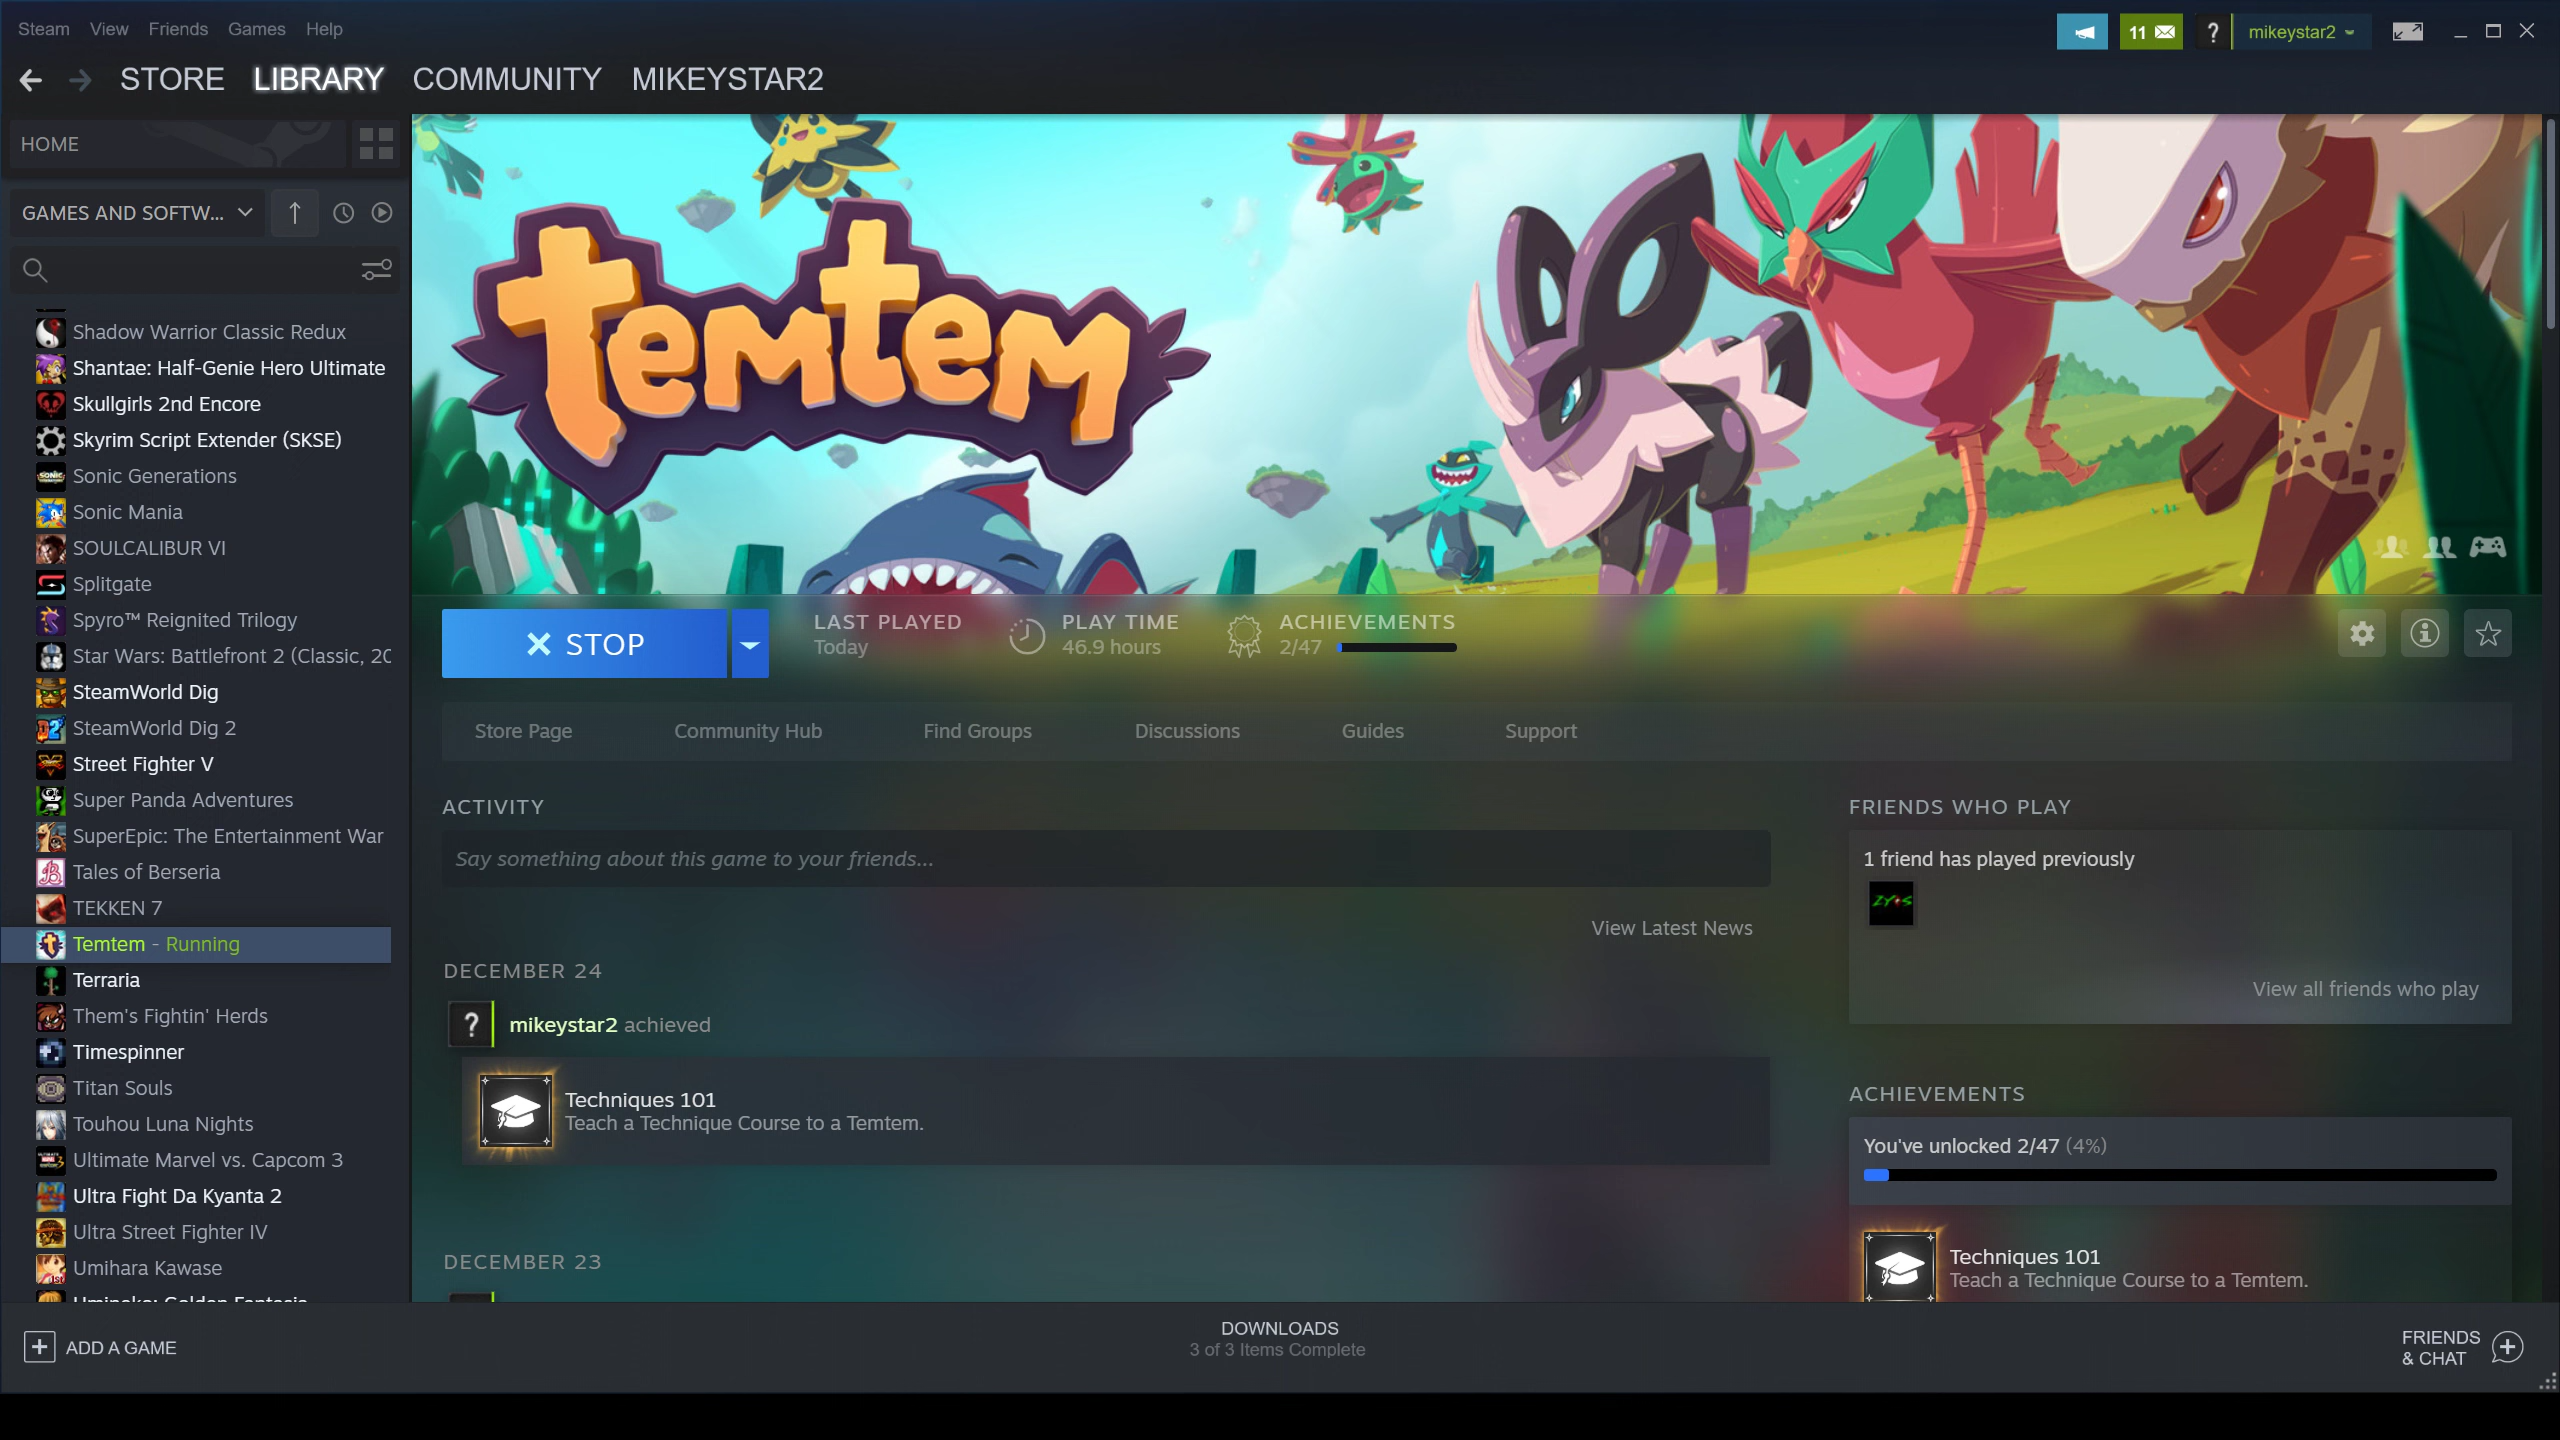 Steam View Friends Games Help
11 ? mikeystar2
STORE LIBRARY COMMUNITY MIKEYSTAR2
HOME
GAMES AND SOFTW...
Shadow Warrior Classic Redux
Shantae: Half-Genie Hero Ultimate
Skullgirls 2nd Encore
Skyrim Script Extender (SKSE)
Sonic Generations
Sonic Mania
SOULCALIBUR VI
Splitgate
Spyro™ Reignited Trilogy
Star Wars: Battlefront 2 (Classic, 20
SteamWorld Dig
SteamWorld Dig 2
Street Fighter V
Super Panda Adventures
SuperEpic: The Entertainment War
Tales of Berseria
TEKKEN 7
Temtem - Running
Terraria
Them's Fightin' Herds
Timespinner
Titan Souls
Touhou Luna Nights
Ultimate Marvel vs. Capcom 3
Ultra Fight Da Kyanta 2
Ultra Street Fighter IV
Umihara Kawase
temtem
STOP
LAST PLAYED
Today
PLAY TIME
46.9 hours
ACHIEVEMENTS
2/47
Store Page Community Hub Find Groups Discussions Guides Support
ACTIVITY
Say something about this game to your friends...
View Latest News
DECEMBER 24
? mikeystar2 achieved
Techniques 101
Teach a Technique Course to a Temtem.
DECEMBER 23
FRIENDS WHO PLAY
1 friend has played previously
View all friends who play
ACHIEVEMENTS
You've unlocked 2/47 (4%)
Techniques 101
Teach a Technique Course to a Temtem.
ADD A GAME
DOWNLOADS
3 of 3 Items Complete
FRIENDS
& CHAT